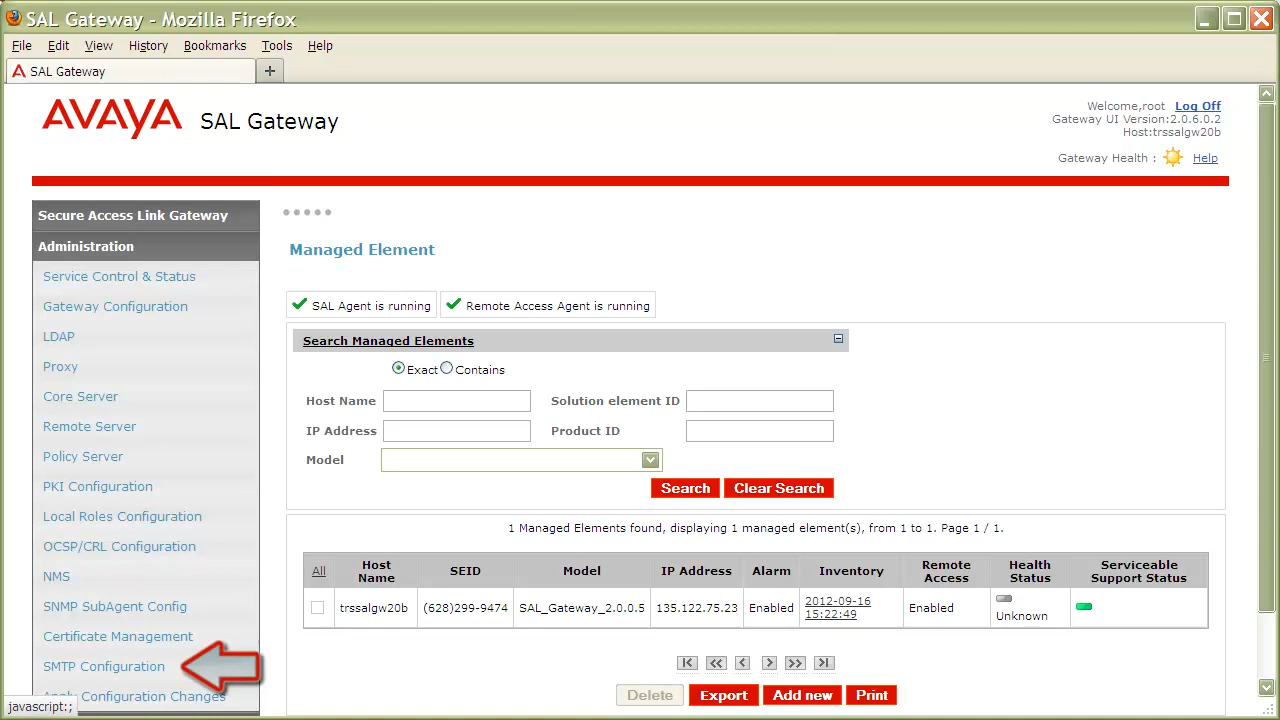 SAL Gateway - Mozilla Firefox
File Edit View History Bookmarks Tools Help
SAL Gateway
AVAYA SAL Gateway
Welcome,root Log Off
Gateway UI Version:2.0.6.0.2
Host:trssalgw20b
Gateway Health : Help
Secure Access Link Gateway
Administration
Service Control & Status
Gateway Configuration
LDAP
Proxy
Core Server
Remote Server
Policy Server
PKI Configuration
Local Roles Configuration
OCSP/CRL Configuration
NMS
SNMP SubAgent Config
Certificate Management
SMTP Configuration
Apply Configuration Changes
javascript:;
Managed Element
SAL Agent is running
Remote Access Agent is running
Search Managed Elements
Exact Contains
Host Name Solution element ID
IP Address Product ID
Model
Search Clear Search
1 Managed Elements found, displaying 1 managed element(s), from 1 to 1. Page 1 / 1.
All Host Name SEID Model IP Address Alarm Inventory Remote Access Health Status Serviceable Support Status
trssalgw20b (628)299-9474 SAL_Gateway_2.0.0.5 135.122.75.23 Enabled 2012-09-16 15:22:49 Enabled Unknown
Delete Export Add new Print